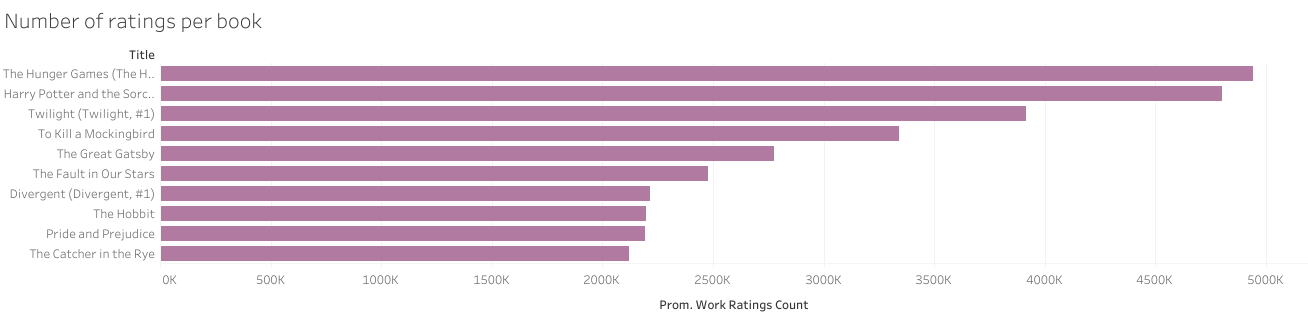 Number of ratings per book
Title
The Hunger Games (The H..
Harry Potter and the Sorc..
Twilight (Twilight, #1)
To Kill a Mockingbird
The Great Gatsby
The Fault in Our Stars
Divergent (Divergent, #1)
The Hobbit
Pride and Prejudice
The Catcher in the Rye
0K 500K 1000K 1500K 2000K 2500K 3000K 3500K 4000K 4500K 5000K
Prom. Work Ratings Count